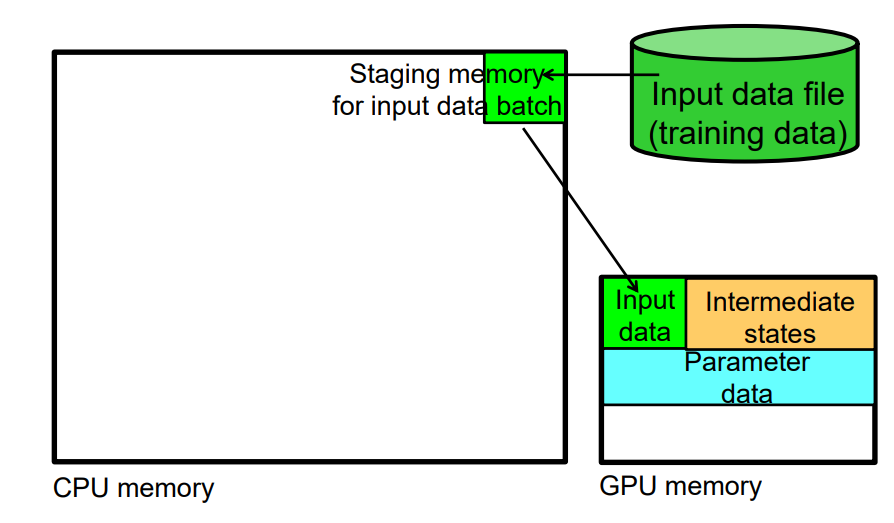 Staging memory
for input data batch
Input data file
(training data)
Input
data
Intermediate
states
Parameter
data
CPU memory
GPU memory